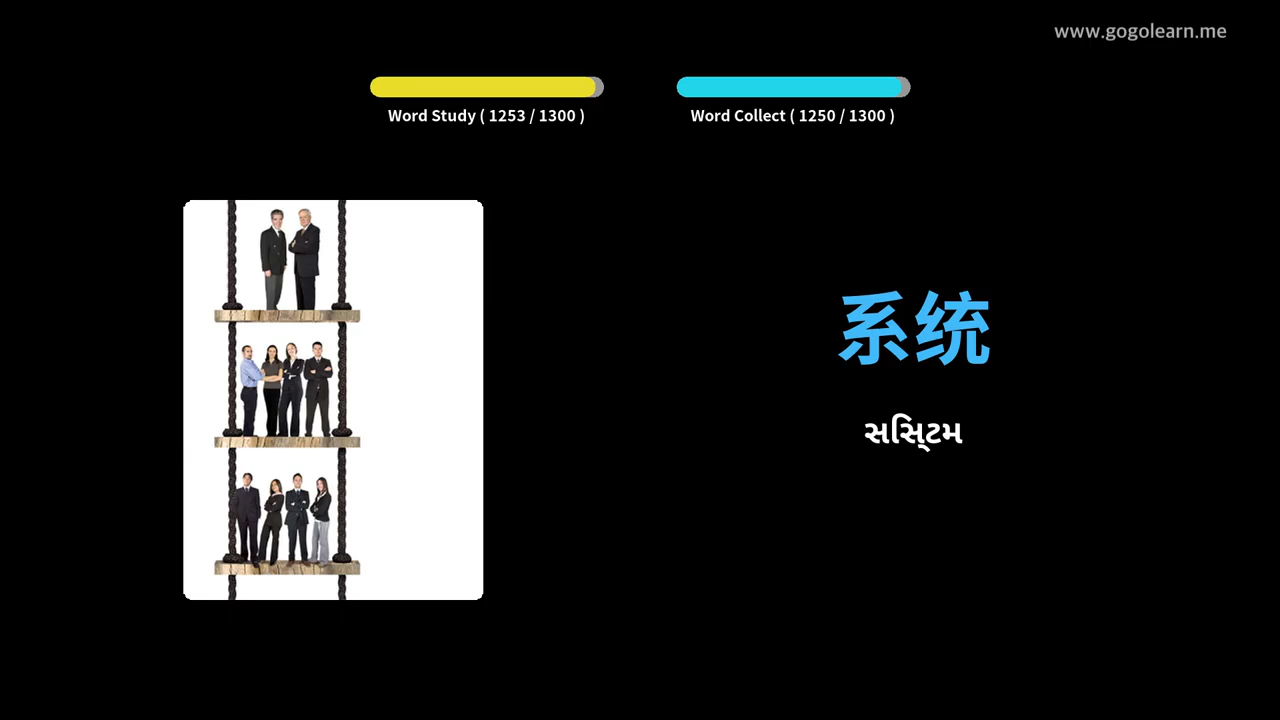 www.gogolearn.me
Word Study ( 1253 / 1300 )
Word Collect ( 1250 / 1300 )
系统
સિસ્ટમ